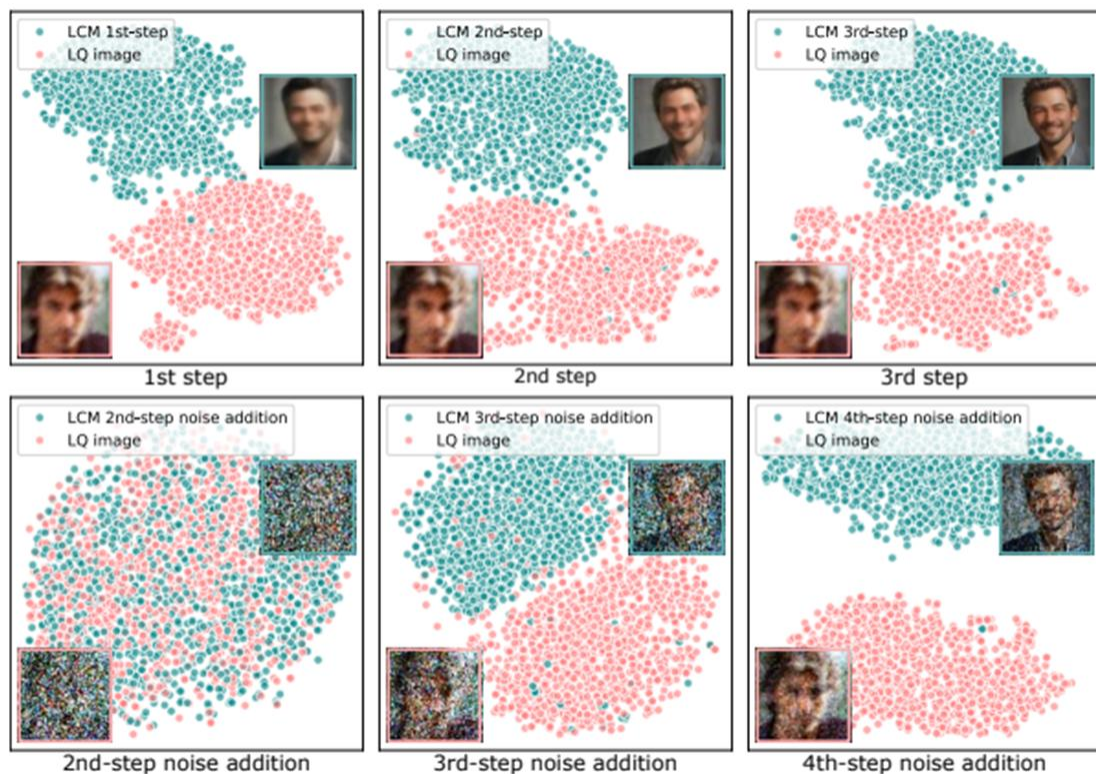 LCM 1st-step
LQ image
LCM 2nd-step
LQ image
LCM 3rd-step
LQ image
1st step
2nd step
3rd step
LCM 2nd-step noise addition
LQ image
LCM 3rd-step noise addition
LQ image
LCM 4th-step noise addition
LQ image
2nd-step noise addition
3rd-step noise addition
4th-step noise addition